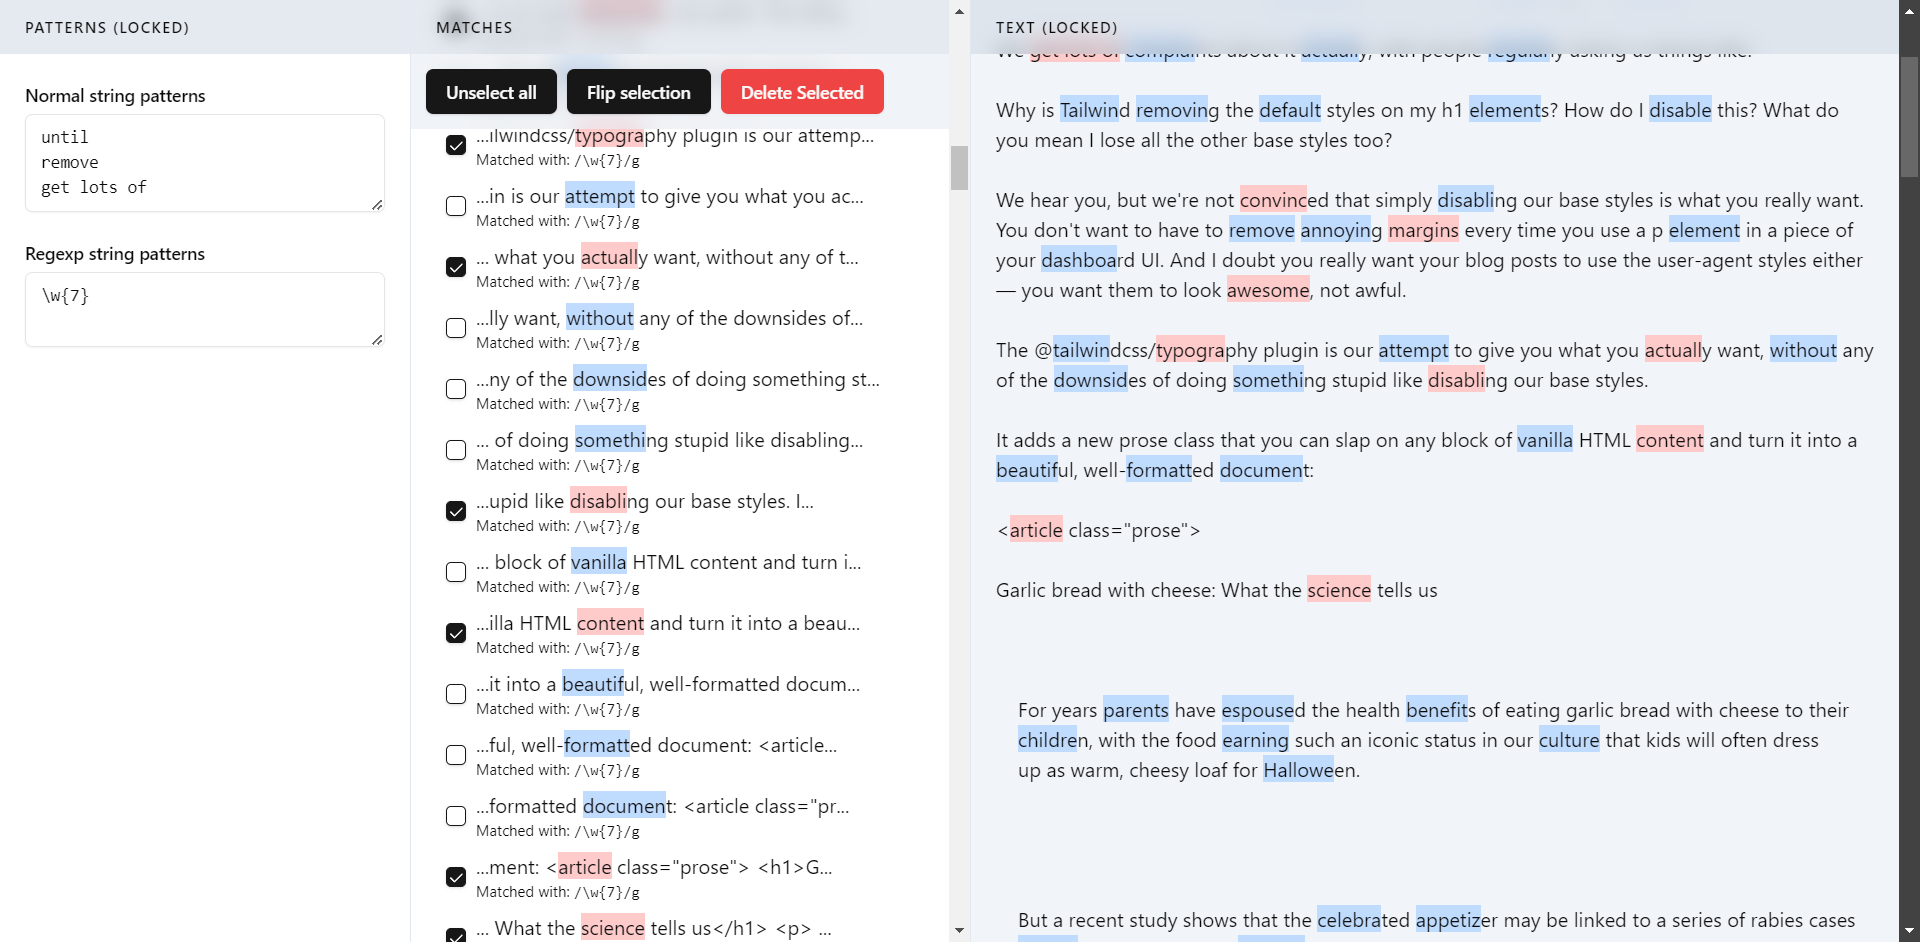 PATTERNS (LOCKED)
Normal string patterns
until
remove
get lots of
Regexp string patterns
\w{7}
MATCHES
Unselect all
Flip selection
Delete Selected
...ilwindcss/typography plugin is our attemp...
Matched with: /\w{7}/g
...in is our attempt to give you what you ac...
Matched with: /\w{7}/g
... what you actually want, without any of t...
Matched with: /\w{7}/g
...lly want, without any of the downsides of...
Matched with: /\w{7}/g
...ny of the downsides of doing something st...
Matched with: /\w{7}/g
... of doing something stupid like disabling...
Matched with: /\w{7}/g
...upid like disabling our base styles. I...
Matched with: /\w{7}/g
... block of vanilla HTML content and turn i...
Matched with: /\w{7}/g
...illa HTML content and turn it into a beau...
Matched with: /\w{7}/g
...it into a beautiful, well-formatted docum...
Matched with: /\w{7}/g
...ful, well-formatted document: <article...
Matched with: /\w{7}/g
...formatted document: <article class="pr...
Matched with: /\w{7}/g
...ment: <article class="prose"> <h1>G...
Matched with: /\w{7}/g
... What the science tells us</h1> <p> ...
TEXT (LOCKED)
We get lots of complaints about it actually, with people regularly asking us things like:
Why is Tailwind removing the default styles on my h1 elements? How do I disable this? What do
you mean I lose all the other base styles too?
We hear you, but we're not convinced that simply disabling our base styles is what you really want.
You don't want to have to remove annoying margins every time you use a p element in a piece of
your dashboard UI. And I doubt you really want your blog posts to use the user-agent styles either
— you want them to look awesome, not awful.
The @tailwindcss/typography plugin is our attempt to give you what you actually want, without any
of the downsides of doing something stupid like disabling our base styles.
It adds a new prose class that you can slap on any block of vanilla HTML content and turn it into a
beautiful, well-formatted document:
<article class="prose">
Garlic bread with cheese: What the science tells us
For years parents have espoused the health benefits of eating garlic bread with cheese to their
children, with the food earning such an iconic status in our culture that kids will often dress
up as warm, cheesy loaf for Halloween.
But a recent study shows that the celebrated appetizer may be linked to a series of rabies cases